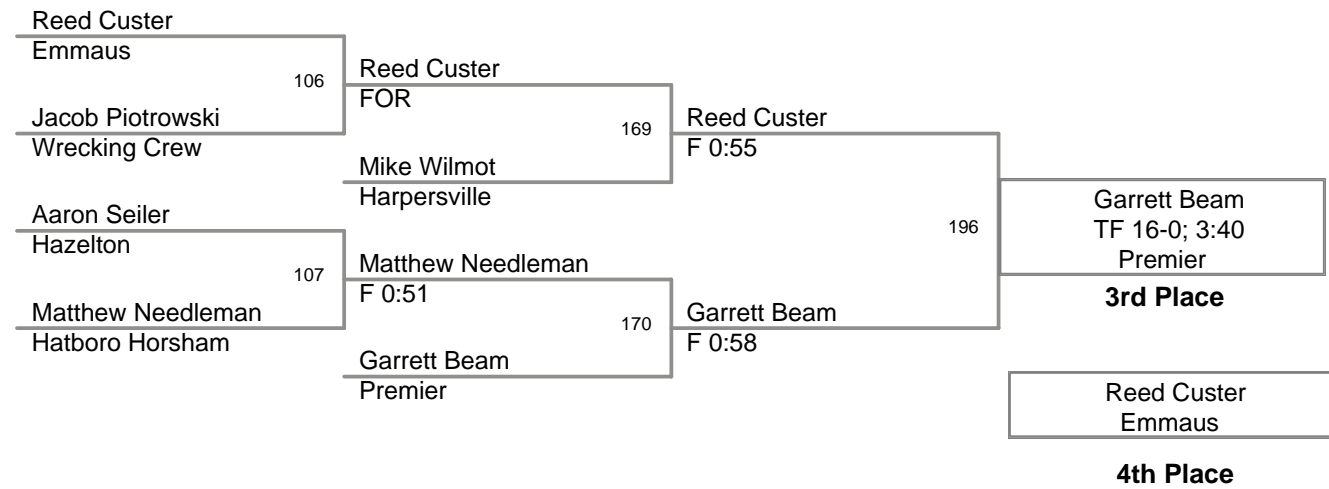 Reed Custer
Emmaus
106
Jacob Piotrowski
Wrecking Crew
Aaron Seiler
Hazelton
107
Matthew Needleman
Hatboro Horsham
Reed Custer
FOR
169
Mike Wilmot
Harpersville
Matthew Needleman
F 0:51
170
Garrett Beam
Premier
Reed Custer
F 0:55
196
Garrett Beam
F 0:58
Garrett Beam
TF 16-0; 3:40
Premier
3rd Place
Reed Custer
Emmaus
4th Place